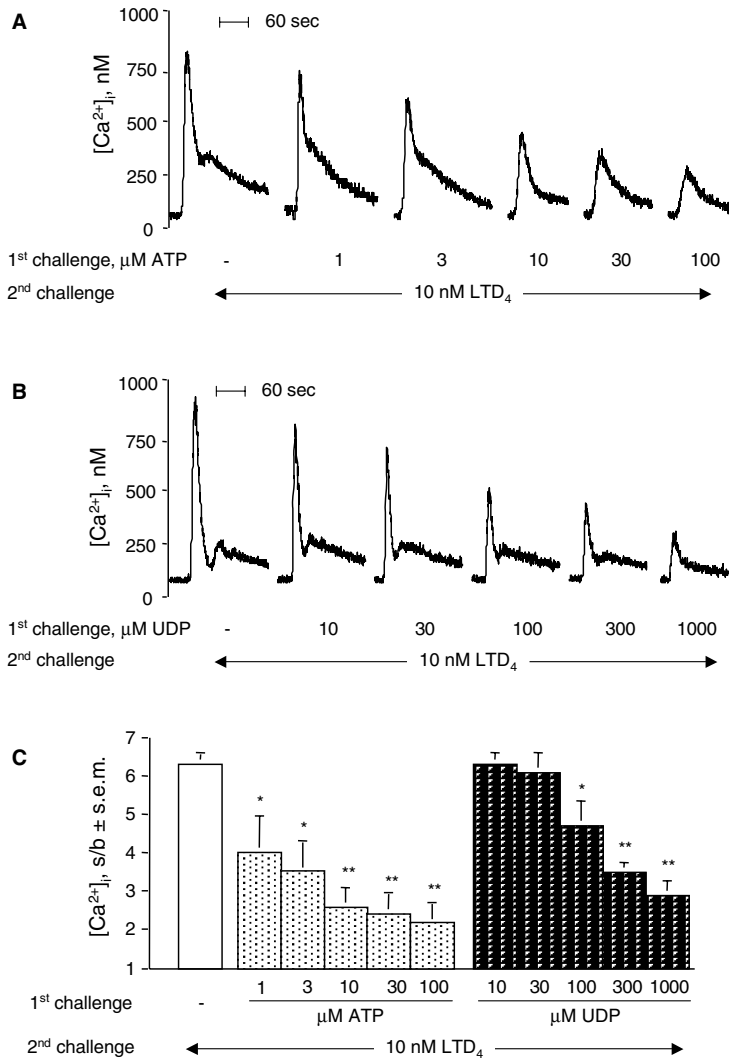 A
1000
60 sec
750
500
250
0
[Ca²⁺]ᵢ, nM
1ˢᵗ challenge, μM ATP - 1 3 10 30 100
2ⁿᵈ challenge 10 nM LTD₄
B
1000
60 sec
750
500
250
0
[Ca²⁺]ᵢ, nM
1ˢᵗ challenge, μM UDP - 10 30 100 300 1000
2ⁿᵈ challenge 10 nM LTD₄
C
7
6
5
4
3
2
1
[Ca²⁺]ᵢ, s/b ± s.e.m.
* * ** ** ** * ** **
1ˢᵗ challenge - 1 3 10 30 100 10 30 100 300 1000
μM ATP μM UDP
2ⁿᵈ challenge 10 nM LTD₄